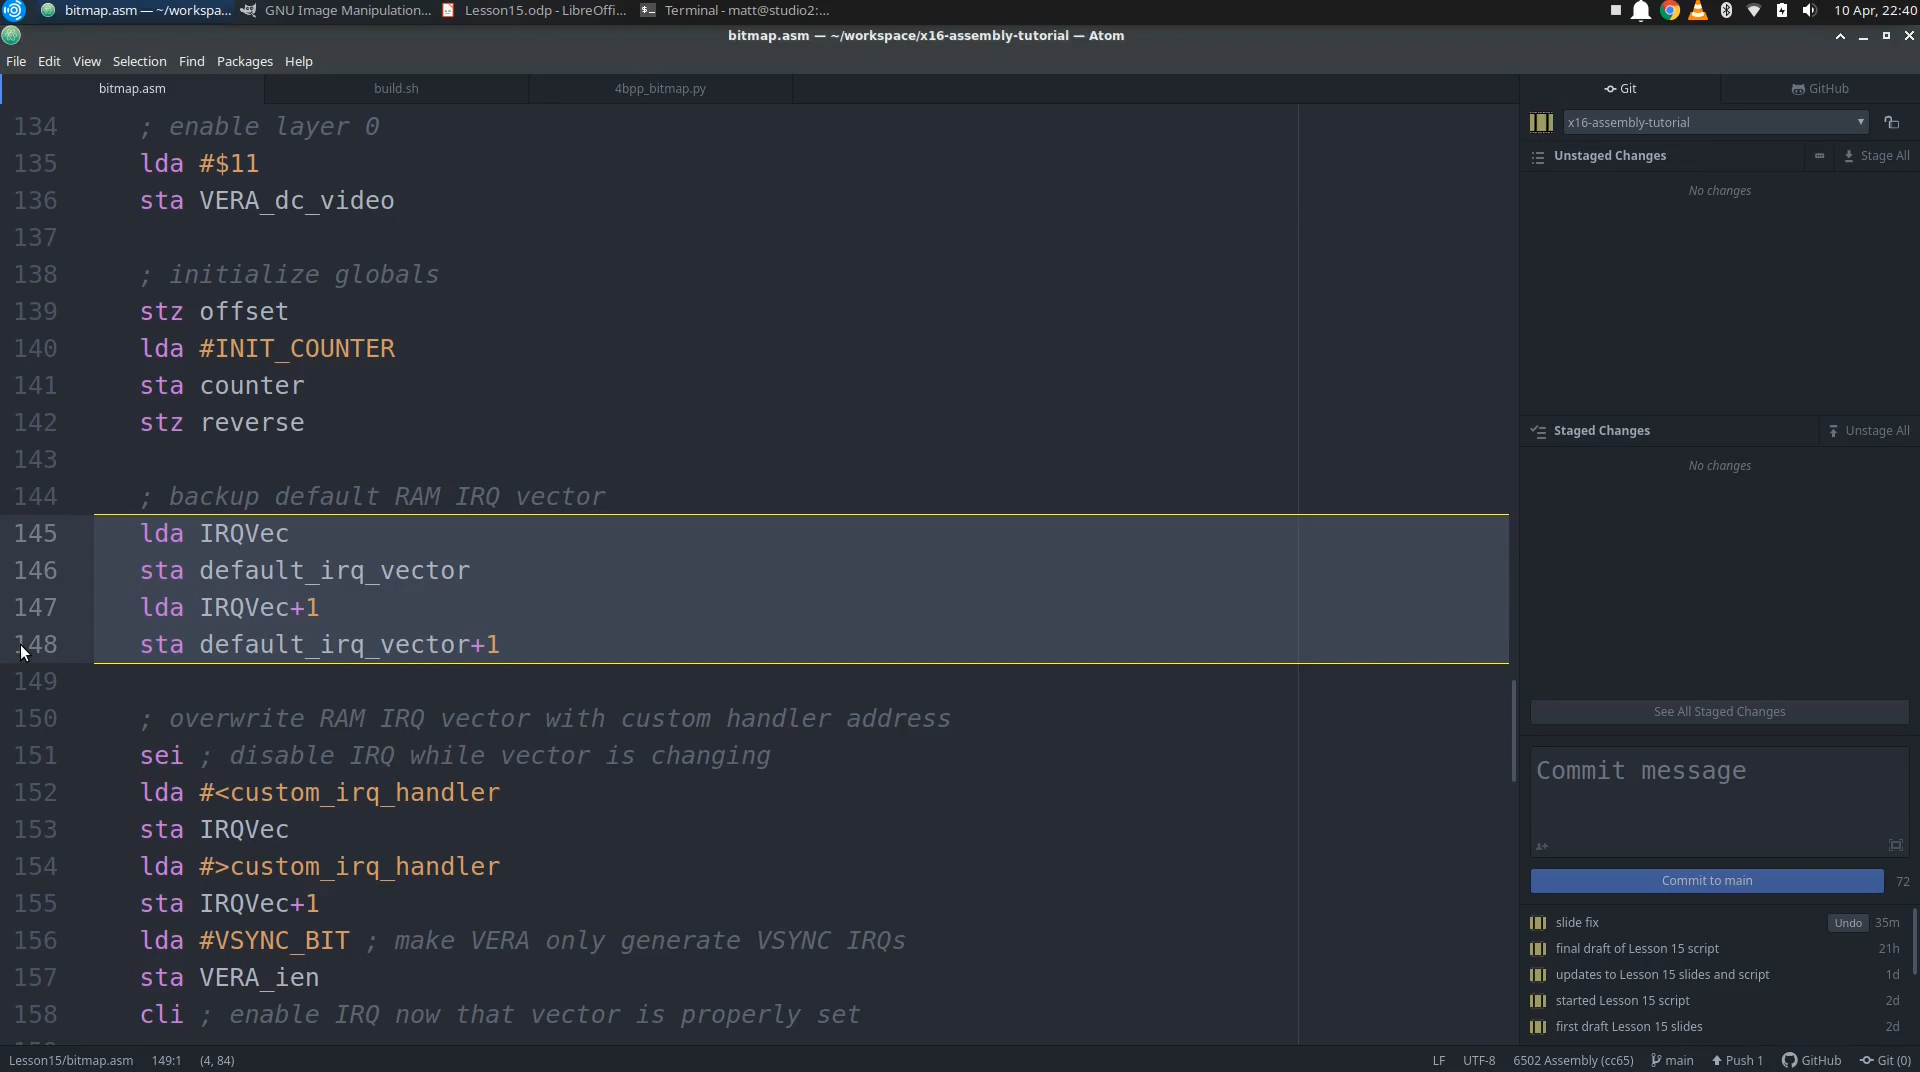 bitmap.asm — ~/workspa...
GNU Image Manipulation...
Lesson15.odp - LibreOffi...
Terminal - matt@studio2:...
10 Apr, 22:40
bitmap.asm — ~/workspace/x16-assembly-tutorial — Atom
File Edit View Selection Find Packages Help
bitmap.asm
build.sh
4bpp_bitmap.py
134 ; enable layer 0
135 lda #$11
136 sta VERA_dc_video
137
138 ; initialize globals
139 stz offset
140 lda #INIT_COUNTER
141 sta counter
142 stz reverse
143
144 ; backup default RAM IRQ vector
145 lda IRQVec
146 sta default_irq_vector
147 lda IRQVec+1
148 sta default_irq_vector+1
149
150 ; overwrite RAM IRQ vector with custom handler address
151 sei ; disable IRQ while vector is changing
152 lda #<custom_irq_handler
153 sta IRQVec
154 lda #>custom_irq_handler
155 sta IRQVec+1
156 lda #VSYNC_BIT ; make VERA only generate VSYNC IRQs
157 sta VERA_ien
158 cli ; enable IRQ now that vector is properly set
Git
GitHub
x16-assembly-tutorial
Unstaged Changes
Stage All
No changes
Staged Changes
Unstage All
No changes
See All Staged Changes
Commit message
Commit to main
72
slide fix Undo 35m
final draft of Lesson 15 script 21h
updates to Lesson 15 slides and script 1d
started Lesson 15 script 2d
first draft Lesson 15 slides 2d
Lesson15/bitmap.asm 149:1 (4, 84)
LF UTF-8 6502 Assembly (cc65) main Push 1 GitHub Git (0)